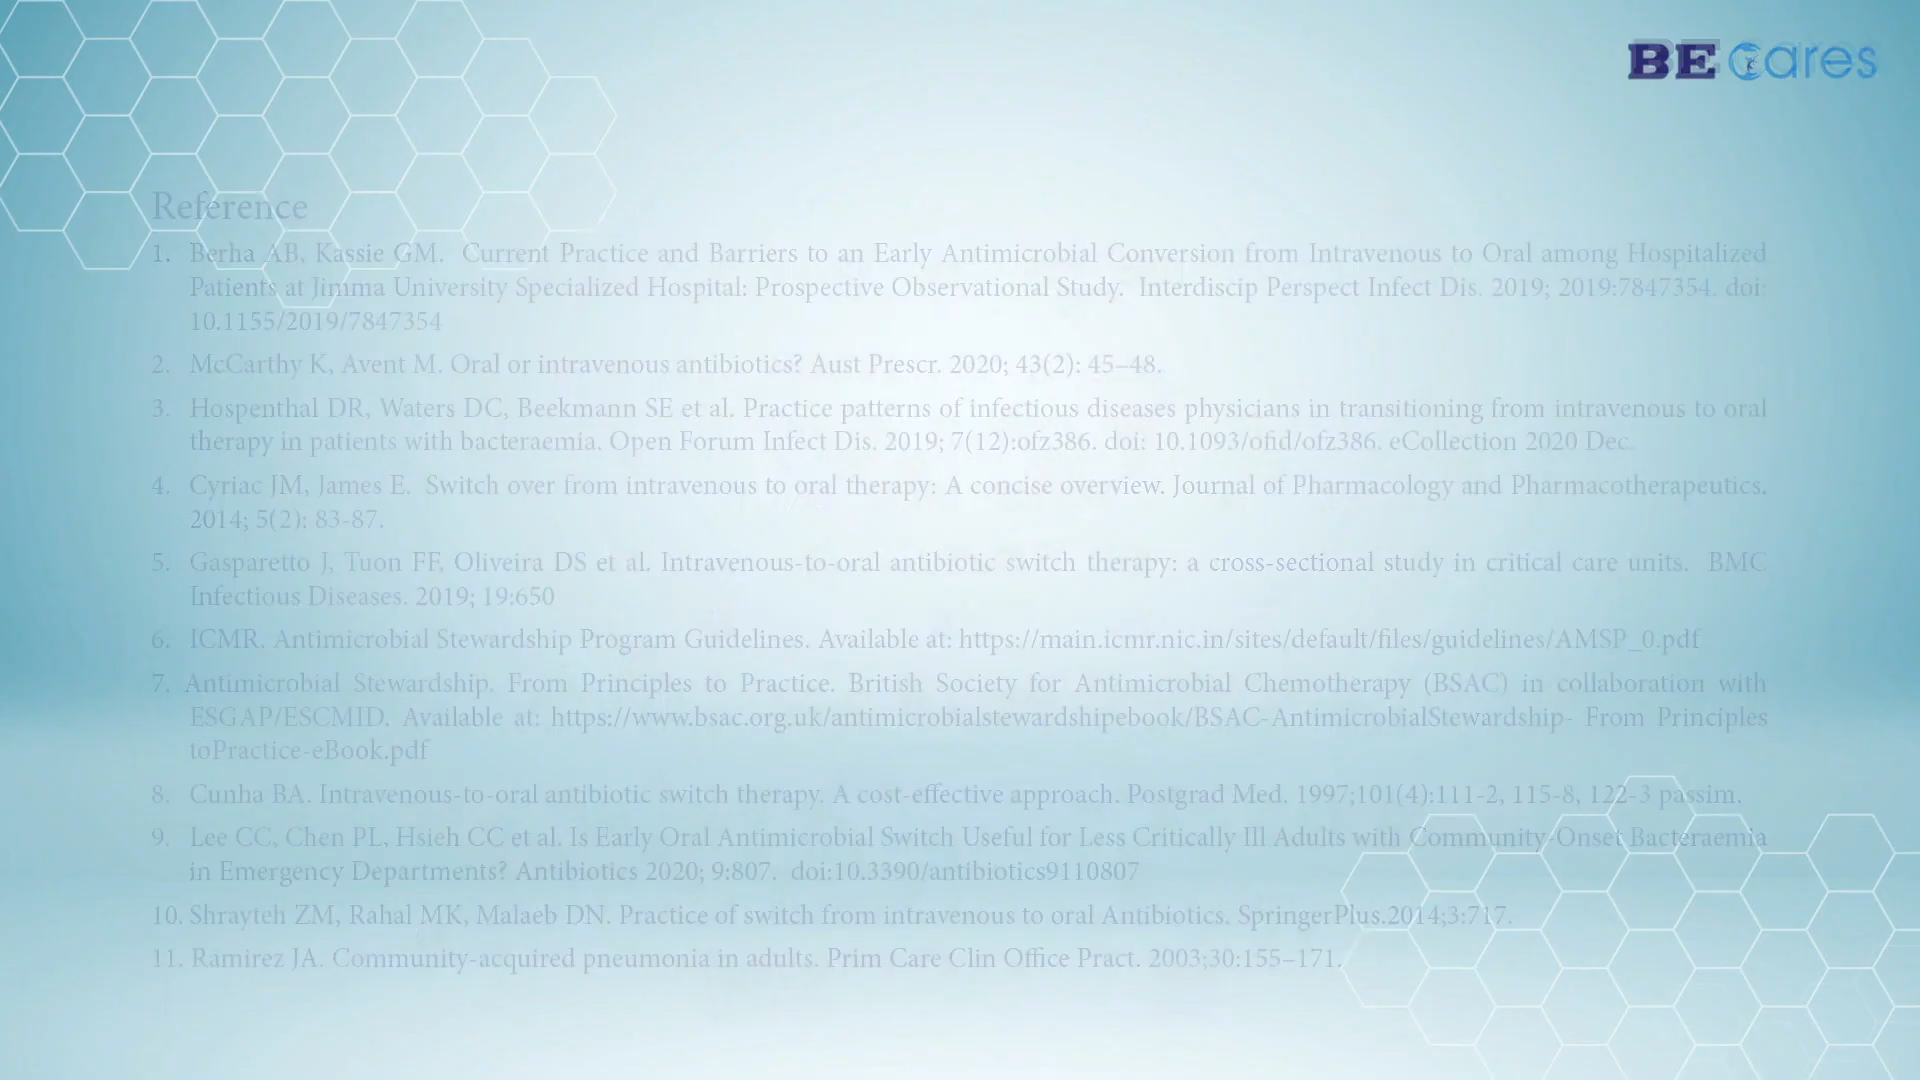 BE Cares
Reference
1. Berha AB, Kassie GM. Current Practice and Barriers to an Early Antimicrobial Conversion from Intravenous to Oral among Hospitalized
Patients at Jimma University Specialized Hospital: Prospective Observational Study. Interdiscip Perspect Infect Dis. 2019; 2019:7847354. doi:
10.1155/2019/7847354
2. McCarthy K, Avent M. Oral or intravenous antibiotics? Aust Prescr. 2020; 43(2): 45–48.
3. Hospenthal DR, Waters DC, Beekmann SE et al. Practice patterns of infectious diseases physicians in transitioning from intravenous to oral
therapy in patients with bacteraemia. Open Forum Infect Dis. 2019; 7(12):ofz386. doi: 10.1093/ofid/ofz386. eCollection 2020 Dec.
4. Cyriac JM, James E. Switch over from intravenous to oral therapy: A concise overview. Journal of Pharmacology and Pharmacotherapeutics.
2014; 5(2): 83-87.
5. Gasparetto J, Tuon FF, Oliveira DS et al. Intravenous-to-oral antibiotic switch therapy: a cross-sectional study in critical care units. BMC
Infectious Diseases. 2019; 19:650
6. ICMR. Antimicrobial Stewardship Program Guidelines. Available at: https://main.icmr.nic.in/sites/default/files/guidelines/AMSP_0.pdf
7. Antimicrobial Stewardship. From Principles to Practice. British Society for Antimicrobial Chemotherapy (BSAC) in collaboration with
ESGAP/ESCMID. Available at: https://www.bsac.org.uk/antimicrobialstewardshipebook/BSAC-AntimicrobialStewardship- From Principles
toPractice-eBook.pdf
8. Cunha BA. Intravenous-to-oral antibiotic switch therapy. A cost-effective approach. Postgrad Med. 1997;101(4):111-2, 115-8, 122-3 passim.
9. Lee CC, Chen PL, Hsieh CC et al. Is Early Oral Antimicrobial Switch Useful for Less Critically Ill Adults with Community-Onset Bacteraemia
in Emergency Departments? Antibiotics 2020; 9:807. doi:10.3390/antibiotics9110807
10. Shrayteh ZM, Rahal MK, Malaeb DN. Practice of switch from intravenous to oral Antibiotics. SpringerPlus.2014;3:717.
11. Ramirez JA. Community-acquired pneumonia in adults. Prim Care Clin Office Pract. 2003;30:155–171.